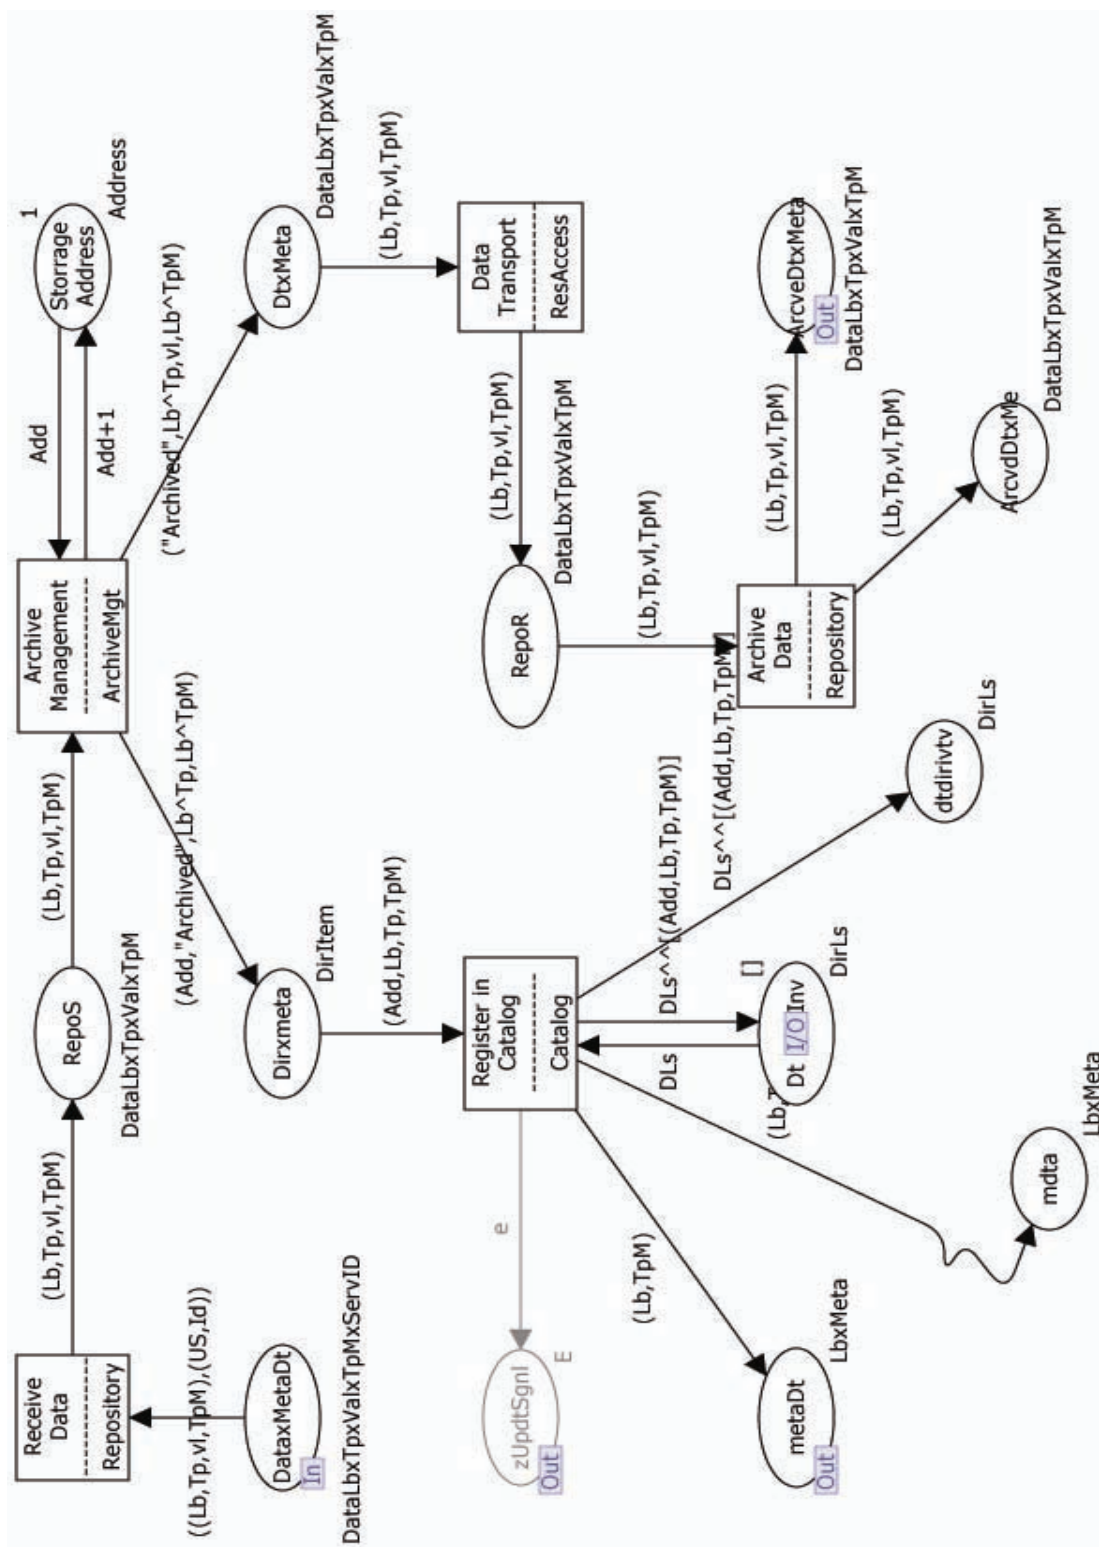 Receive
Data
Repository
((Lb,Tp,vl,TpM),(US,Id))
DataxMetaDt
In
DataLbxTpxValxTpMxServID
(Lb,Tp,vl,TpM)
RepoS
DataLbxTpxValxTpM
(Lb,Tp,vl,TpM)
Archive
Management
ArchiveMgt
Add
Add+1
1
Storrage
Address
Address
(Add,"Archived",Lb^Tp,Lb^TpM)
("Archived",Lb^Tp,vl,Lb^TpM)
Dirxmeta
DirItem
DtxMeta
DataLbxTpxValxTpM
(Add,Lb,Tp,TpM)
(Lb,Tp,vl,TpM)
Register in
Catalog
Catalog
Data
Transport
ResAccess
e
zUpdtSgnl
Out
E
(Lb,Tp,vl,TpM)
RepoR
DataLbxTpxValxTpM
(Lb,TpM)
metaDt
Out
LbxMeta
DLs
DLs^^[(Add,Lb,Tp,TpM)]
[]
Dt
I/O
Inv
DirLs
(Lb,
mdta
LbxMeta
DLs^^[(Add,Lb,Tp,TpM)]
dtdirivtv
DirLs
(Lb,Tp,vl,TpM)
Archive
Data
Repository
(Lb,Tp,vl,TpM)
ArcveDtxMeta
Out
DataLbxTpxValxTpM
(Lb,Tp,vl,TpM)
ArcvdDtxMe
DataLbxTpxValxTpM